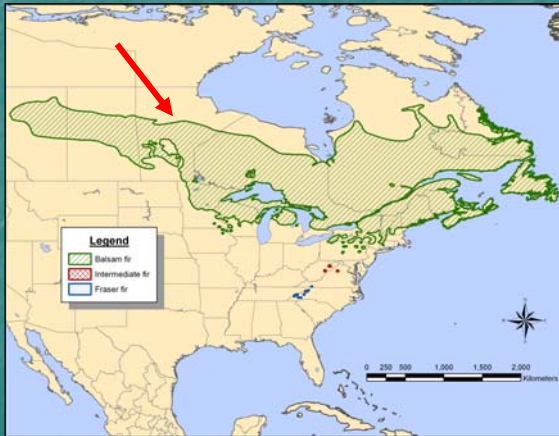 Legend
Balsam fir
Intermediate fir
Fraser fir
0 250 500 1,000 1,500 2,000
Kilometers